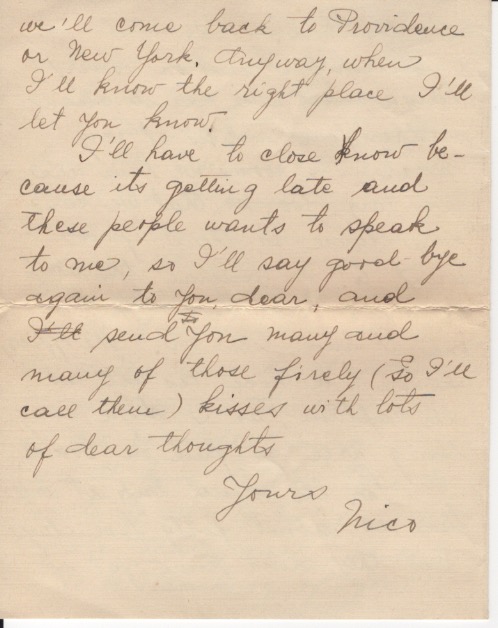 we'll come back to Providence
or New York. Anyway, when
I'll know the right place I'll
let you know.
I'll have to close know be-
cause its getting late and
these people wants to speak
to me, so I'll say good-bye
again to you, dear, and
I'll send to you many and
many of those firely (so I'll
call them) kisses with lots
of dear thoughts
Yours
Nico